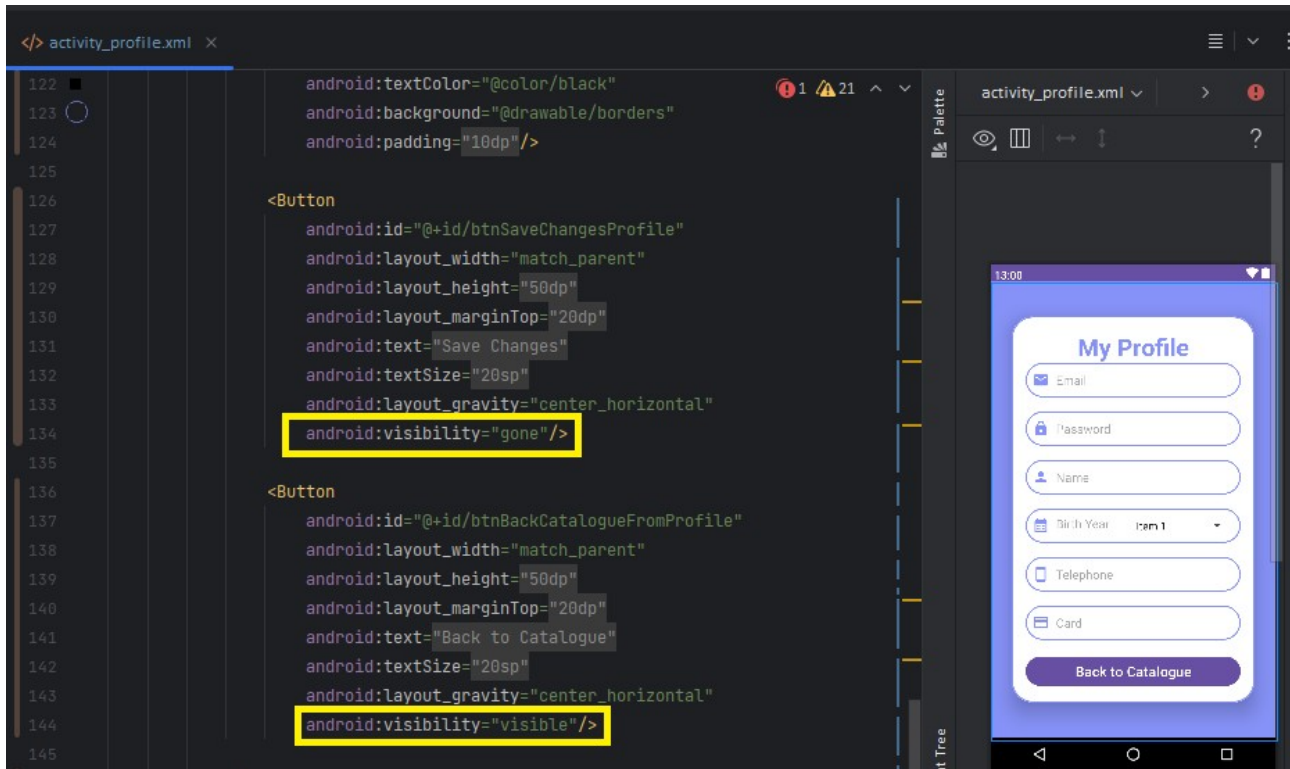 </> activity_profile.xml ×
122 android:textColor="@color/black"
1 21
123 android:background="@drawable/borders"
124 android:padding="10dp"/>
125
126 <Button
127 android:id="@+id/btnSaveChangesProfile"
128 android:layout_width="match_parent"
129 android:layout_height="50dp"
130 android:layout_marginTop="20dp"
131 android:text="Save Changes"
132 android:textSize="20sp"
133 android:layout_gravity="center_horizontal"
134 android:visibility="gone"/>
135
136 <Button
137 android:id="@+id/btnBackCatalogueFromProfile"
138 android:layout_width="match_parent"
139 android:layout_height="50dp"
140 android:layout_marginTop="20dp"
141 android:text="Back to Catalogue"
142 android:textSize="20sp"
143 android:layout_gravity="center_horizontal"
144 android:visibility="visible"/>
145
Palette
Tree
activity_profile.xml
?
13:00
My Profile
Email
Password
Name
Birth Year Item 1
Telephone
Card
Back to Catalogue